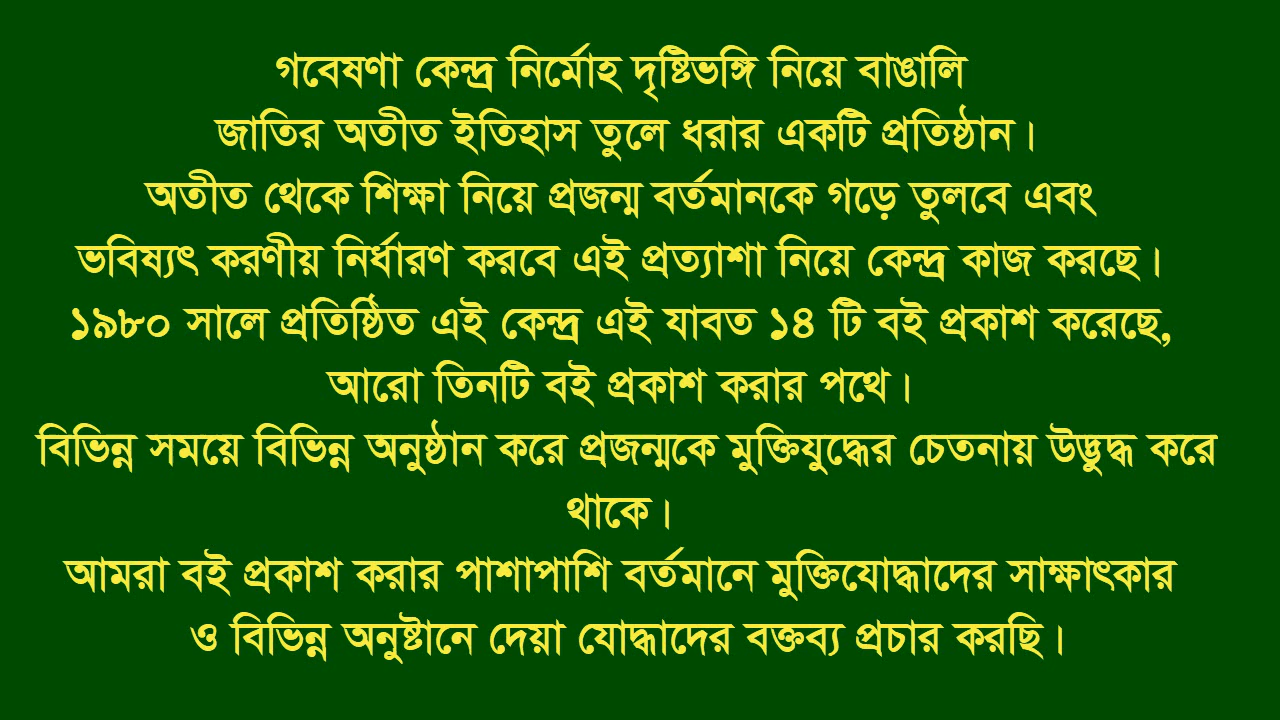 গবেষণা কেন্দ্র নির্মোহ দৃষ্টিভঙ্গি নিয়ে বাঙালি
জাতির অতীত ইতিহাস তুলে ধরার একটি প্রতিষ্ঠান।
অতীত থেকে শিক্ষা নিয়ে প্রজন্ম বর্তমানকে গড়ে তুলবে এবং
ভবিষ্যৎ করণীয় নির্ধারণ করবে এই প্রত্যাশা নিয়ে কেন্দ্র কাজ করছে।
১৯৮০ সালে প্রতিষ্ঠিত এই কেন্দ্র এই যাবত ১৪ টি বই প্রকাশ করেছে,
আরো তিনটি বই প্রকাশ করার পথে।
বিভিন্ন সময়ে বিভিন্ন অনুষ্ঠান করে প্রজন্মকে মুক্তিযুদ্ধের চেতনায় উদ্ভুদ্ধ করে
থাকে।
আমরা বই প্রকাশ করার পাশাপাশি বর্তমানে মুক্তিযোদ্ধাদের সাক্ষাৎকার
ও বিভিন্ন অনুষ্টানে দেয়া যোদ্ধাদের বক্তব্য প্রচার করছি।